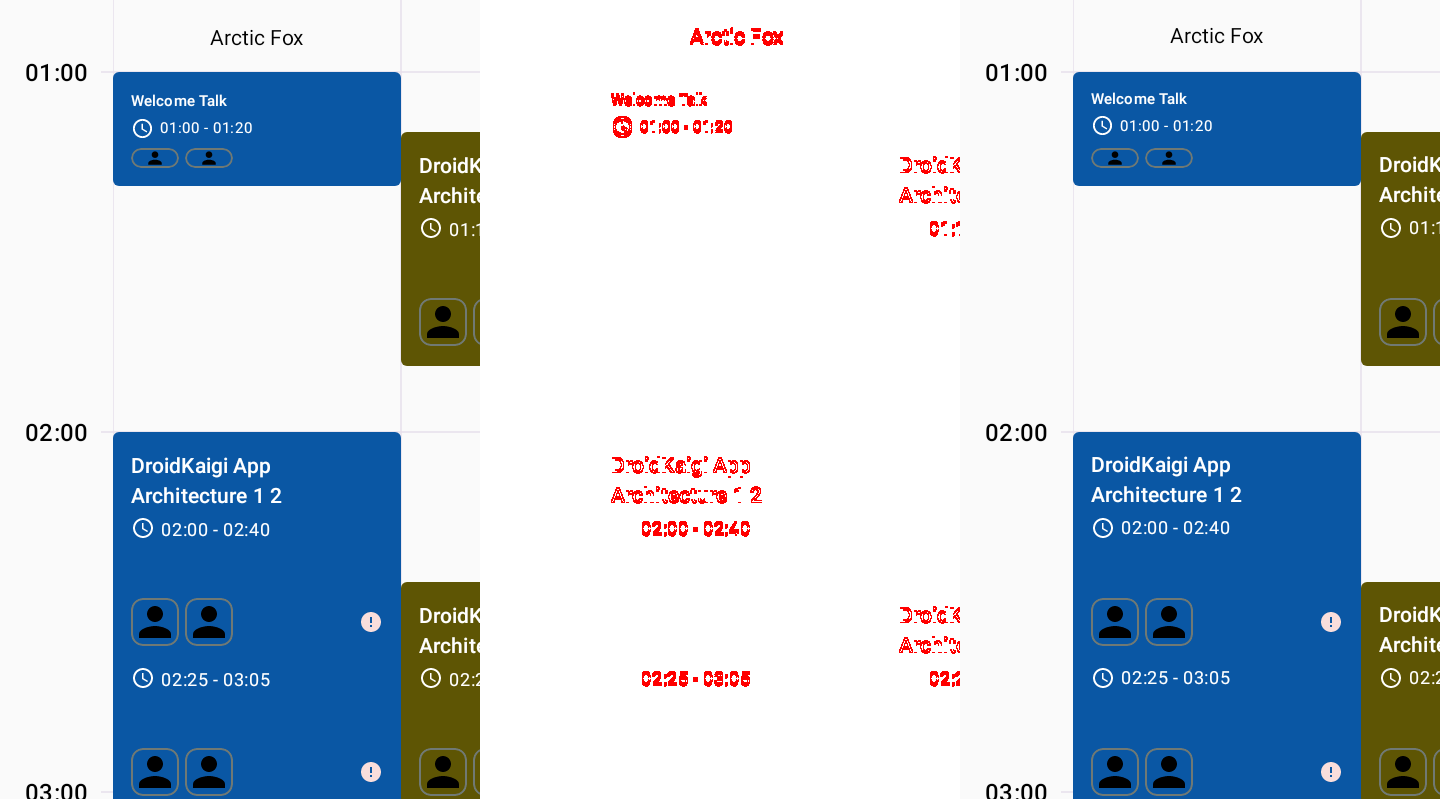 Arctic Fox
01:00
Welcome Talk
01:00 - 01:20
DroidK
Archite
01:1
02:00
DroidKaigi App
Architecture 1 2
02:00 - 02:40
DroidK
Archite
02:25 - 03:05
02:2
03:00
Arctic Fox
Welcome Talk
01:00 - 01:20
DroidK
Archite
01:1
DroidKaigi App
Architecture 1 2
02:00 - 02:40
DroidK
Archite
02:25 - 03:05
02:2
Arctic Fox
01:00
Welcome Talk
01:00 - 01:20
DroidK
Archite
01:1
02:00
DroidKaigi App
Architecture 1 2
02:00 - 02:40
DroidK
Archite
02:25 - 03:05
02:2
03:00